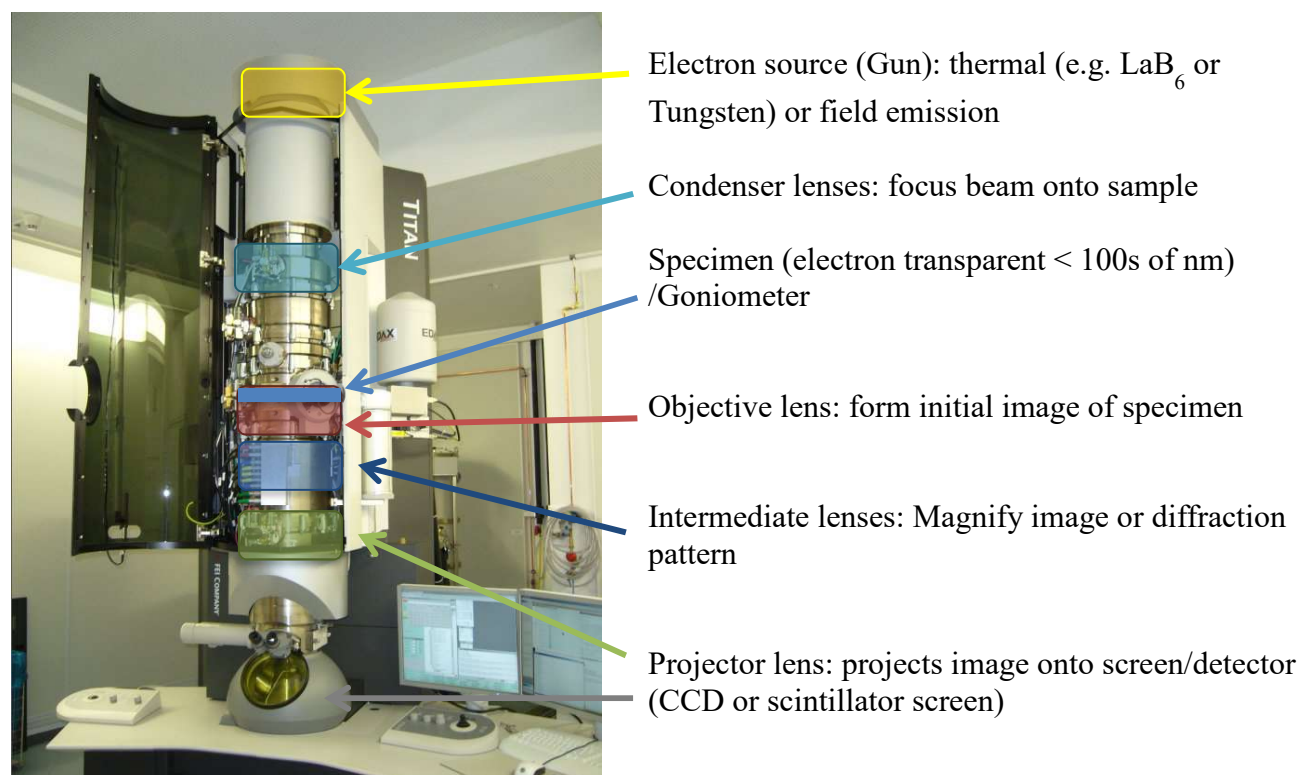 Electron source (Gun): thermal (e.g. LaB6 or
Tungsten) or field emission
Condenser lenses: focus beam onto sample
Specimen (electron transparent < 100s of nm)
/Goniometer
Objective lens: form initial image of specimen
Intermediate lenses: Magnify image or diffraction
pattern
Projector lens: projects image onto screen/detector
(CCD or scintillator screen)
TITAN
EDAX
FEI COMPANY